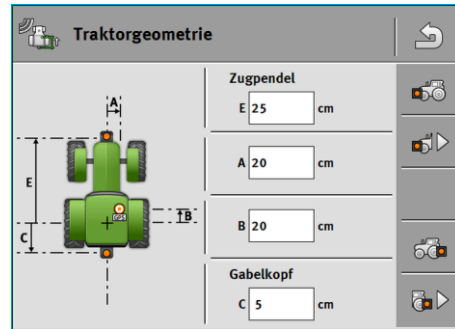 Traktorgeometrie
A
E
C
B
GPS
Zugpendel
E 25 cm
A 20 cm
B 20 cm
Gabelkopf
C 5 cm